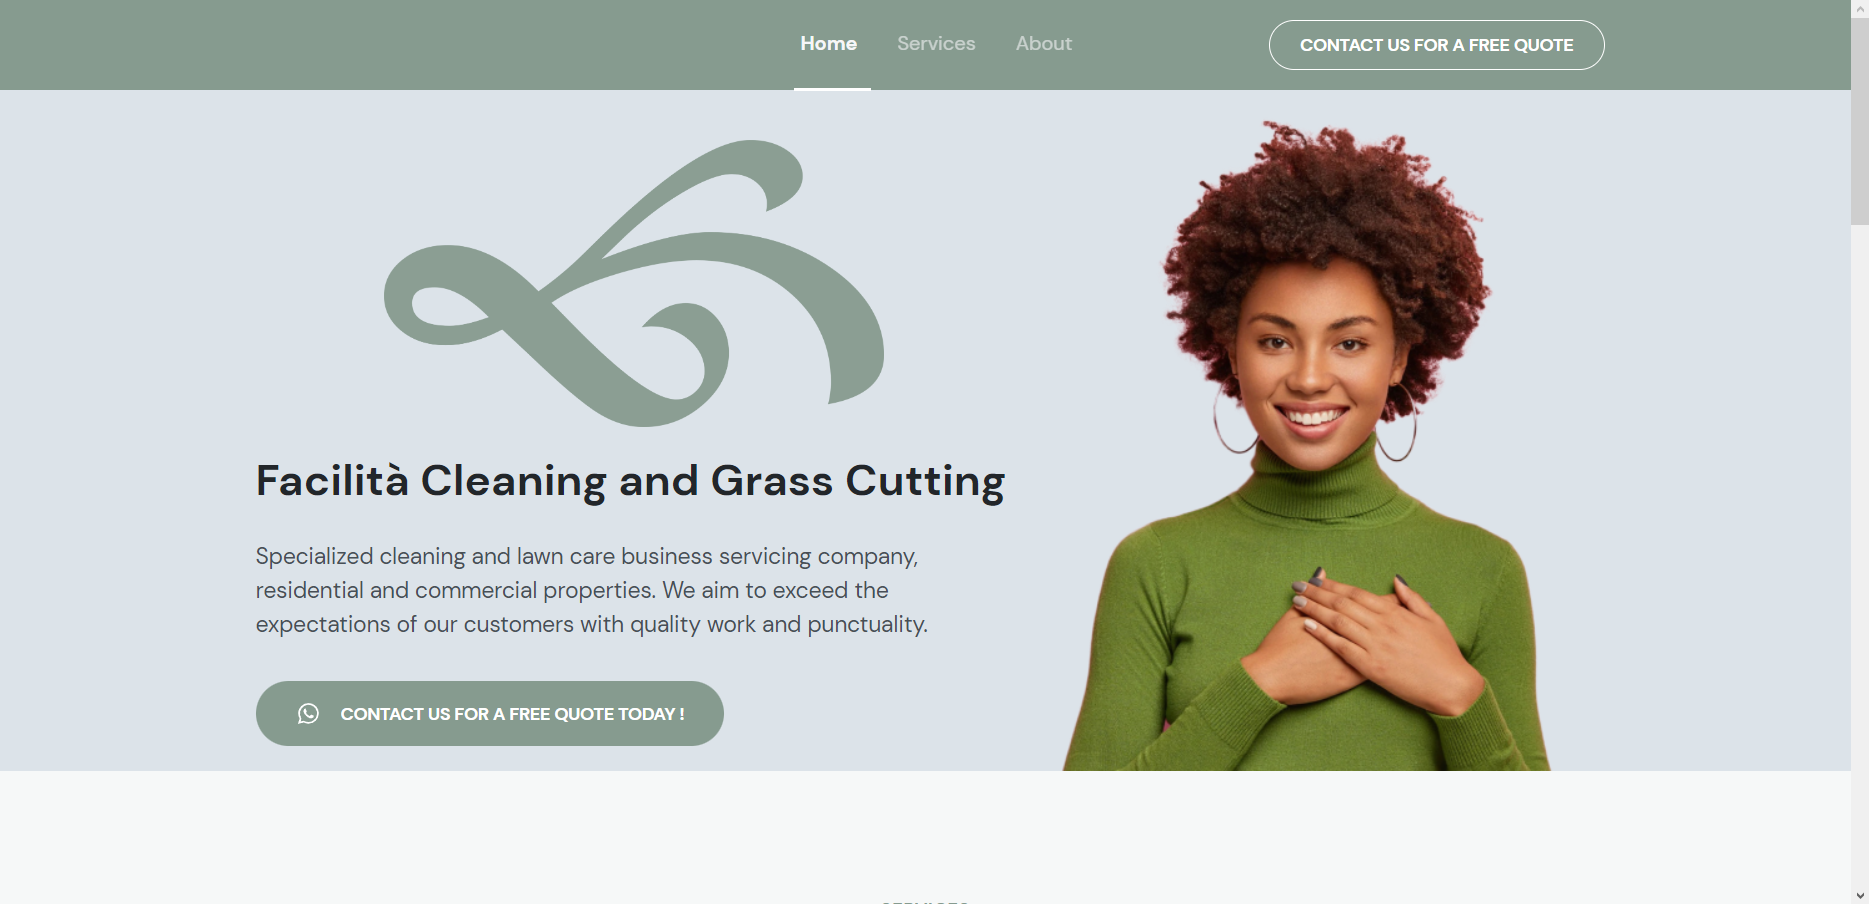 Home Services About CONTACT US FOR A FREE QUOTE
Facilità Cleaning and Grass Cutting
Specialized cleaning and lawn care business servicing company,
residential and commercial properties. We aim to exceed the
expectations of our customers with quality work and punctuality.
CONTACT US FOR A FREE QUOTE TODAY !